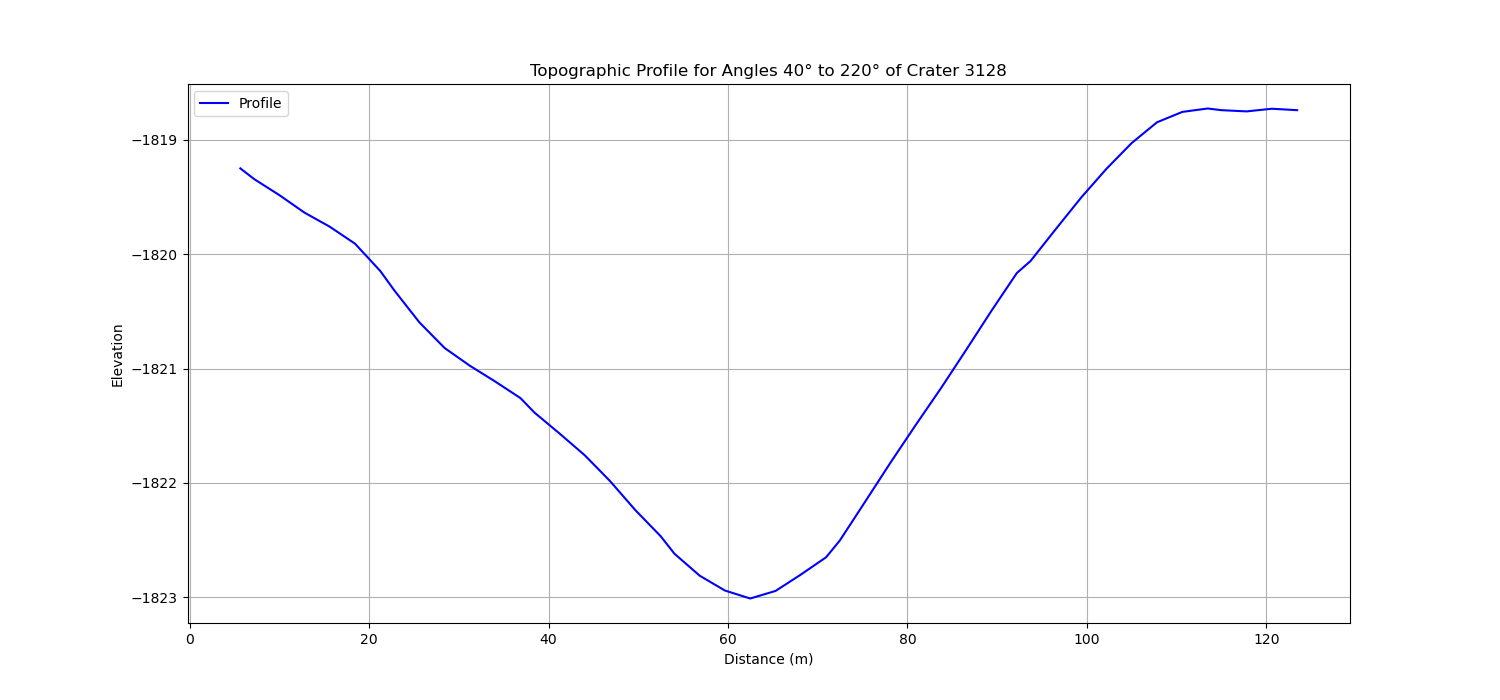 Topographic Profile for Angles 40° to 220° of Crater 3128
Profile
−1819
−1820
−1821
−1822
−1823
Elevation
0 20 40 60 80 100 120
Distance (m)